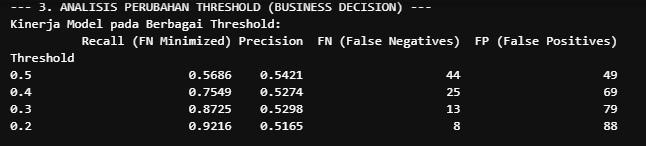 --- 3. ANALISIS PERUBAHAN THRESHOLD (BUSINESS DECISION) ---
Kinerja Model pada Berbagai Threshold:
Recall (FN Minimized) Precision FN (False Negatives) FP (False Positives)
Threshold
0.5 0.5686 0.5421 44 49
0.4 0.7549 0.5274 25 69
0.3 0.8725 0.5298 13 79
0.2 0.9216 0.5165 8 88